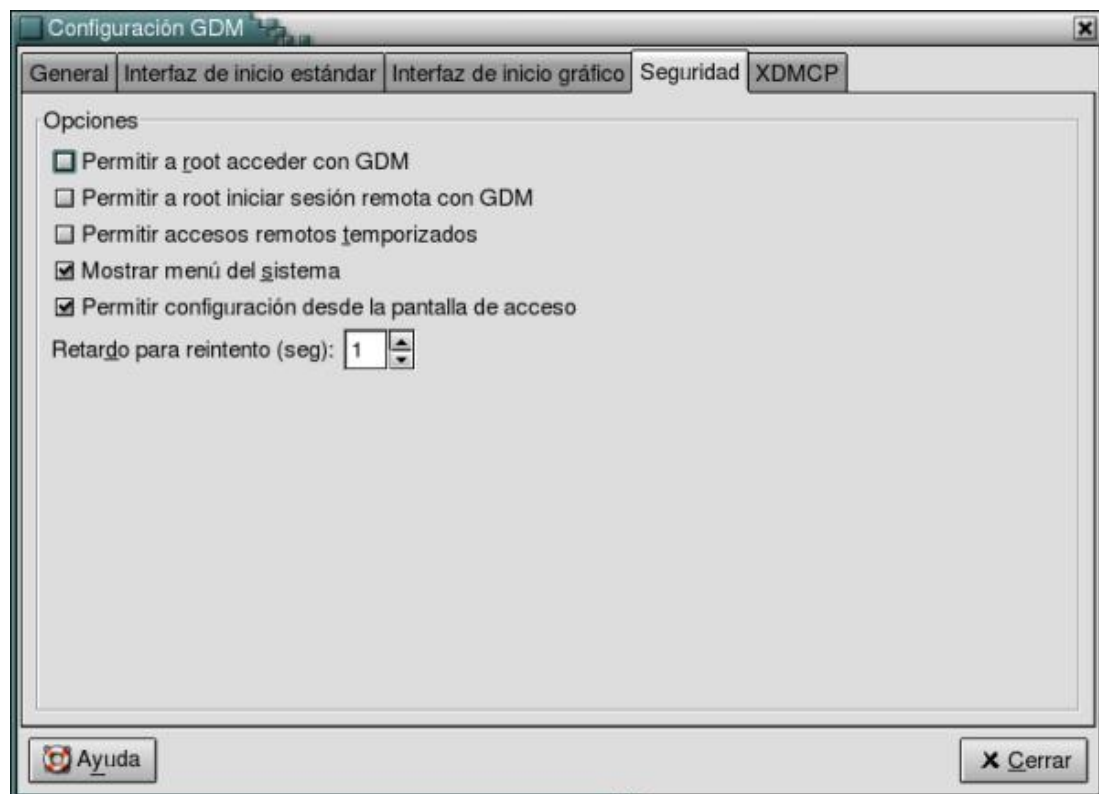 Configuración GDM
General Interfaz de inicio estándar Interfaz de inicio gráfico Seguridad XDMCP
Opciones
Permitir a root acceder con GDM
Permitir a root iniciar sesión remota con GDM
Permitir accesos remotos temporizados
Mostrar menú del sistema
Permitir configuración desde la pantalla de acceso
Retardo para reintento (seg): 1
Ayuda Cerrar